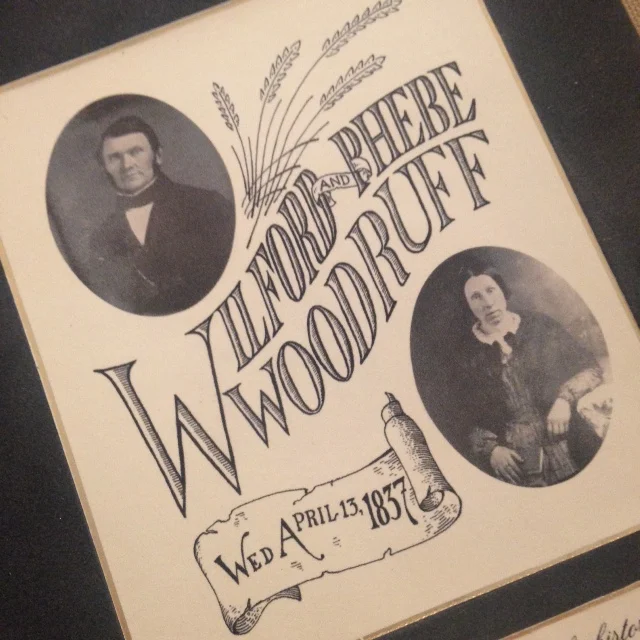 WILFORD AND PHEBE
WOODRUFF
WED APRIL·13, 1837